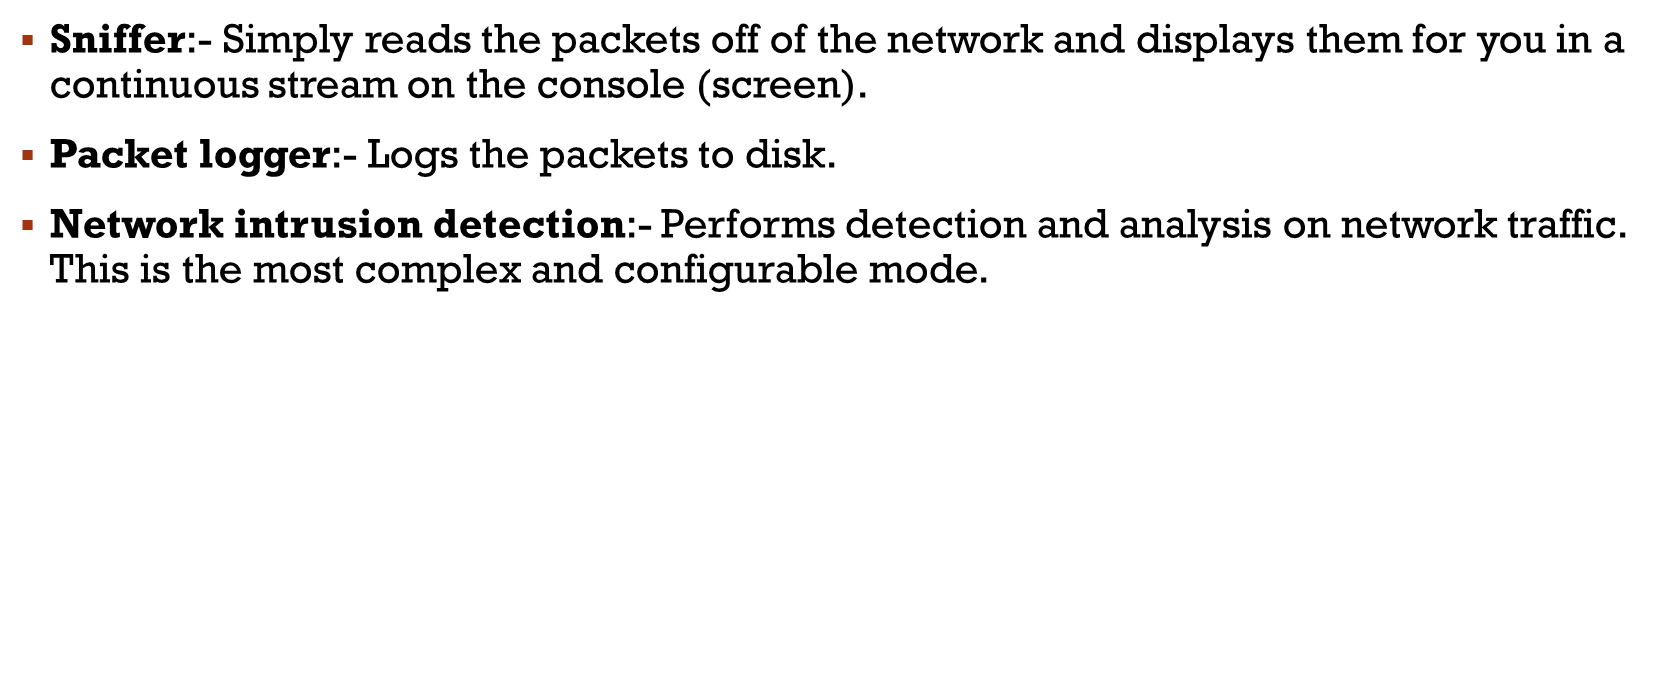 ▪ Sniffer:- Simply reads the packets off of the network and displays them for you in a
continuous stream on the console (screen).
▪ Packet logger:- Logs the packets to disk.
▪ Network intrusion detection:- Performs detection and analysis on network traffic.
This is the most complex and configurable mode.